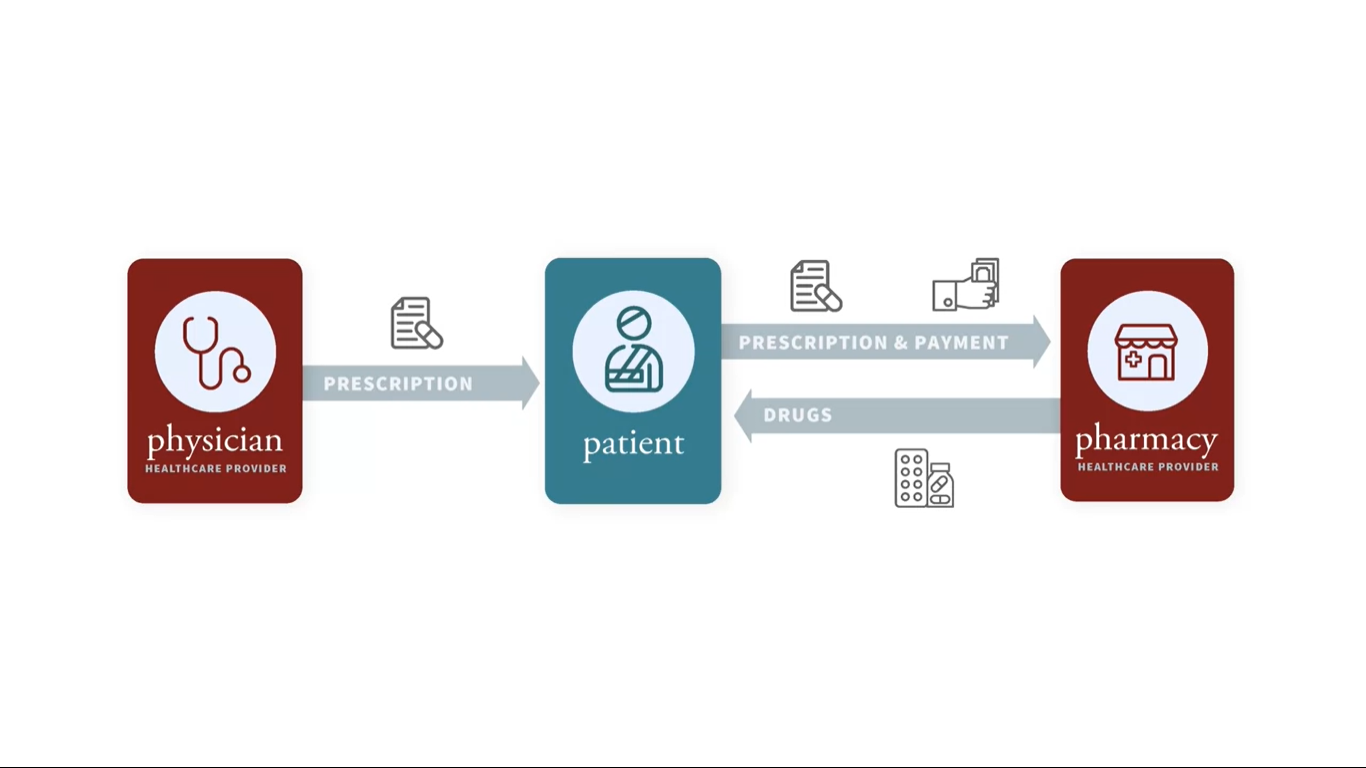 physician
HEALTHCARE PROVIDER
PRESCRIPTION
patient
PRESCRIPTION & PAYMENT
DRUGS
pharmacy
HEALTHCARE PROVIDER